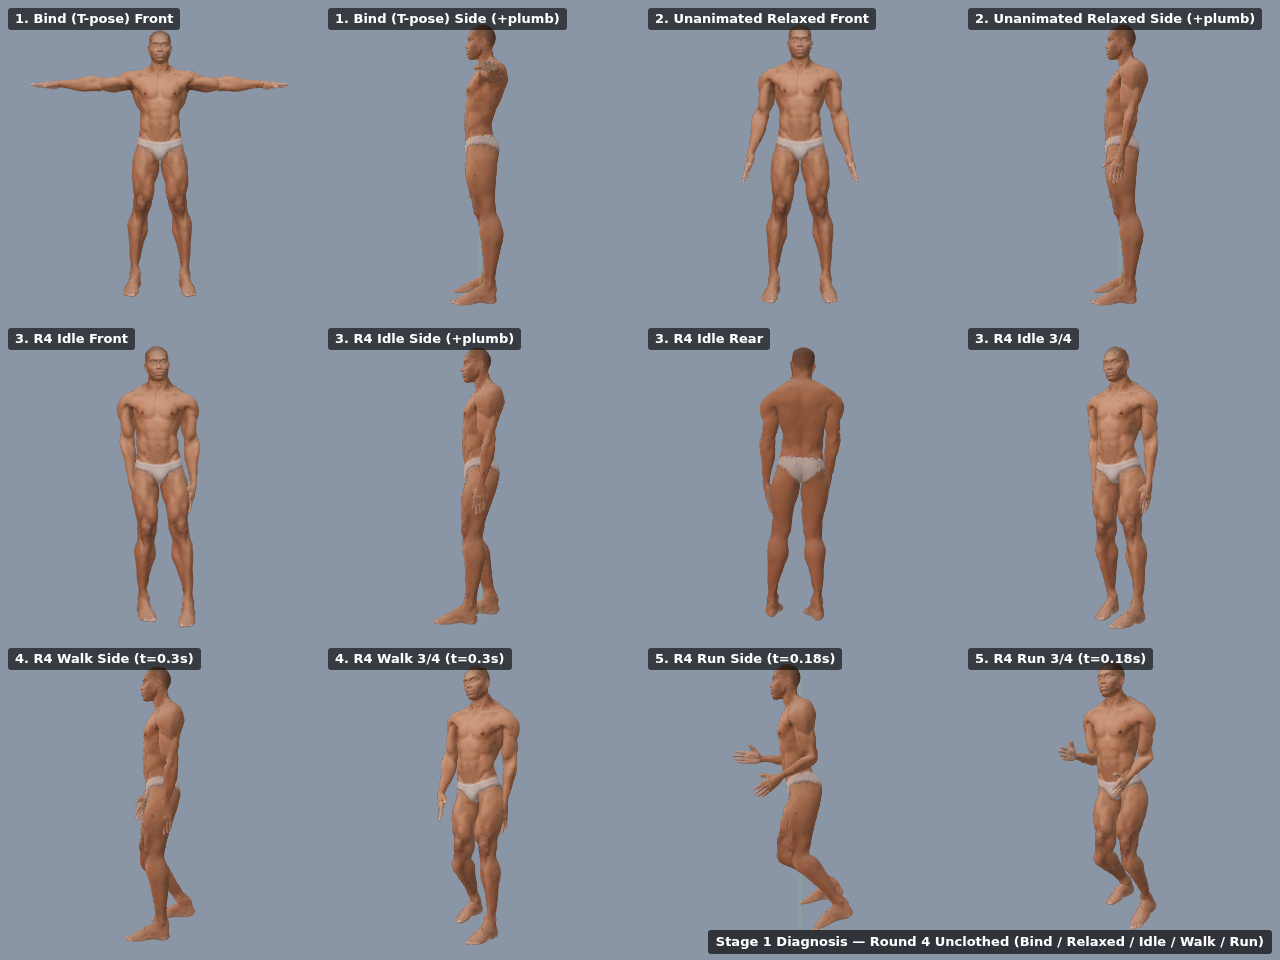 1. Bind (T-pose) Front
1. Bind (T-pose) Side (+plumb)
2. Unanimated Relaxed Front
2. Unanimated Relaxed Side (+plumb)
3. R4 Idle Front
3. R4 Idle Side (+plumb)
3. R4 Idle Rear
3. R4 Idle 3/4
4. R4 Walk Side (t=0.3s)
4. R4 Walk 3/4 (t=0.3s)
5. R4 Run Side (t=0.18s)
5. R4 Run 3/4 (t=0.18s)
Stage 1 Diagnosis — Round 4 Unclothed (Bind / Relaxed / Idle / Walk / Run)